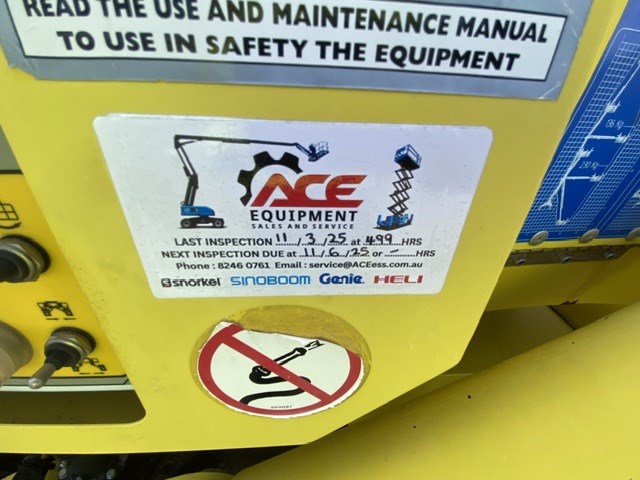 READ THE USE AND MAINTENANCE MANUAL
TO USE IN SAFETY THE EQUIPMENT
ACE
EQUIPMENT
SALES AND SERVICE
LAST INSPECTION 11/3/25 at 499 HRS
NEXT INSPECTION DUE at 11/6/25 or - HRS
Phone : 8246 0761 Email : service@ACEess.com.au
snorkel SINOBOOM Genie HELI